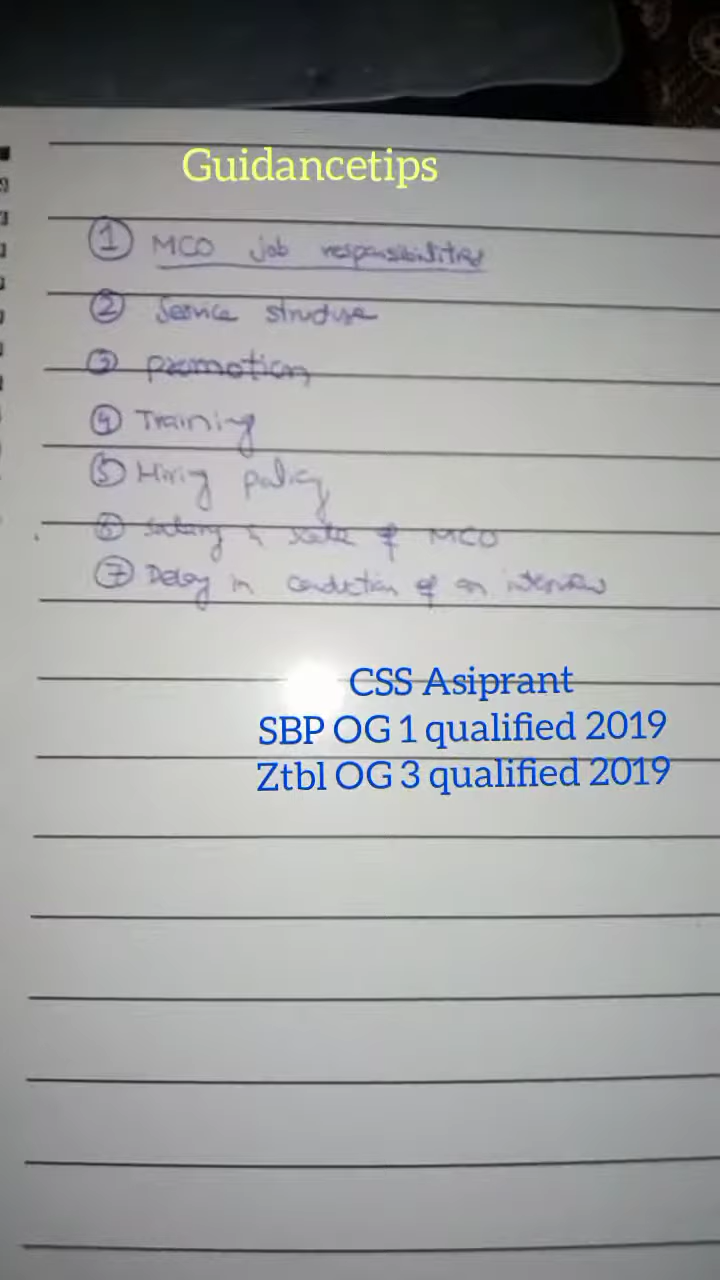 Guidancetips
① MCO job responsibilities
② Service structure
③ promotion
④ Training
⑤ Hiring policy
⑥ Salary & scale of MCO
⑦ Delay in conduction of an interview
CSS Asiprant
SBP OG 1 qualified 2019
Ztbl OG 3 qualified 2019